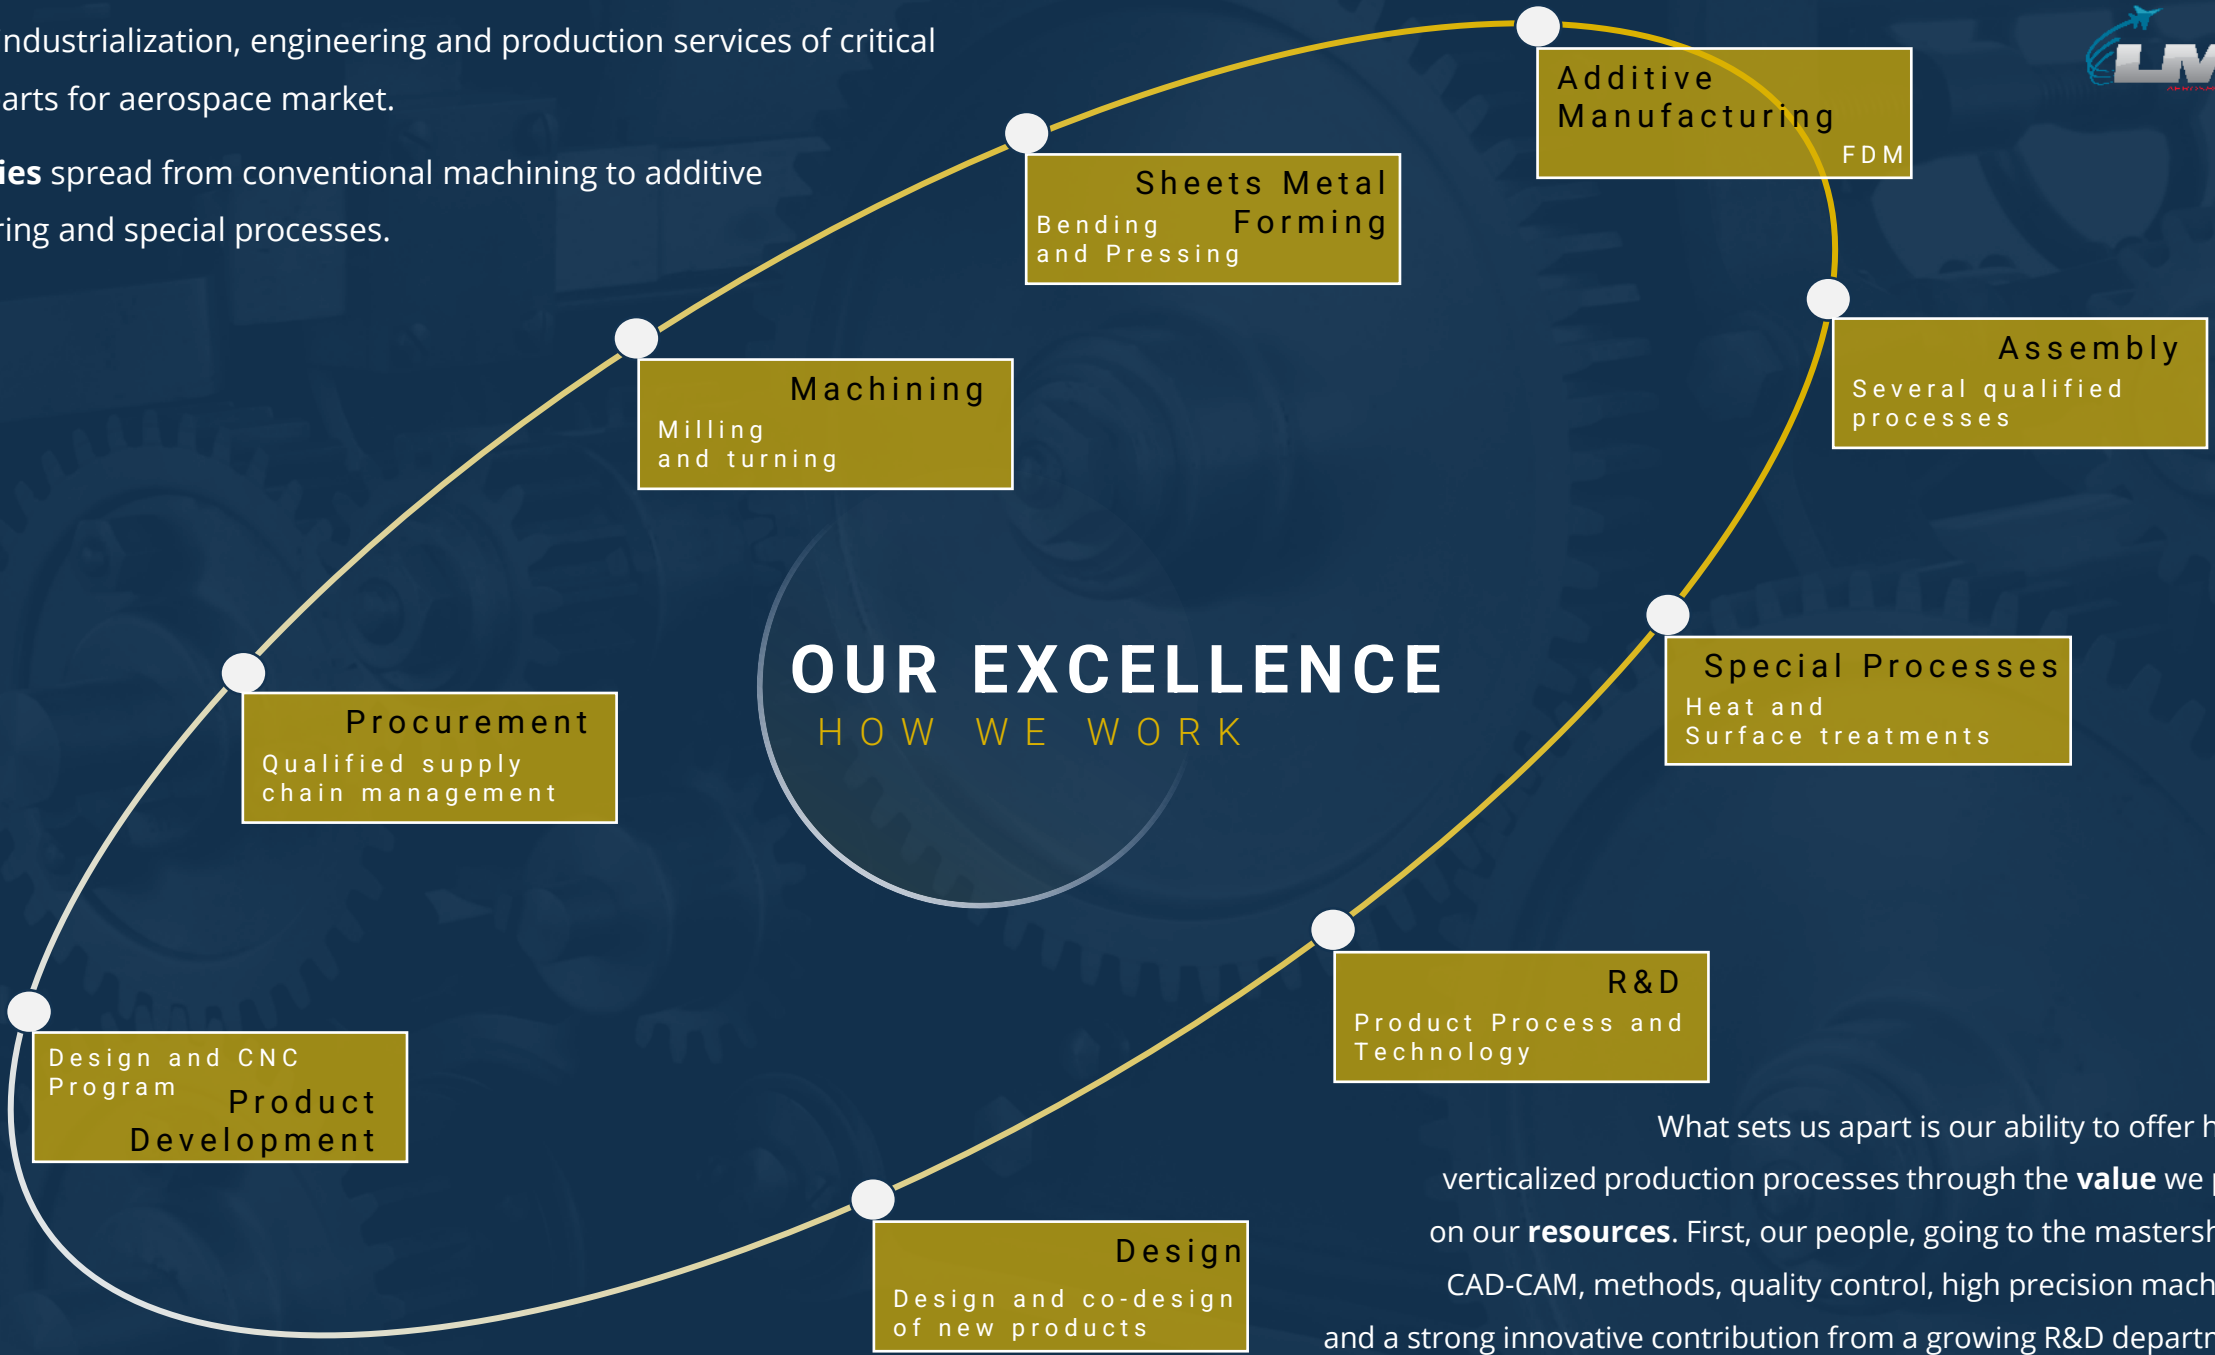 industrialization, engineering and production services of critical
arts for aerospace market.
ies spread from conventional machining to additive
ring and special processes.
Additive
Manufacturing
FDM
LM
Sheets Metal
Forming
Bending
and Pressing
Assembly
Several qualified
processes
Machining
Milling
and turning
OUR EXCELLENCE
HOW WE WORK
Special Processes
Heat and
Surface treatments
Procurement
Qualified supply
chain management
R&D
Product Process and
Technology
Design and CNC
Program
Product
Development
Design
Design and co-design
of new products
What sets us apart is our ability to offer h
verticalized production processes through the value we p
on our resources. First, our people, going to the mastersh
CAD-CAM, methods, quality control, high precision mach
and a strong innovative contribution from a growing R&D departm